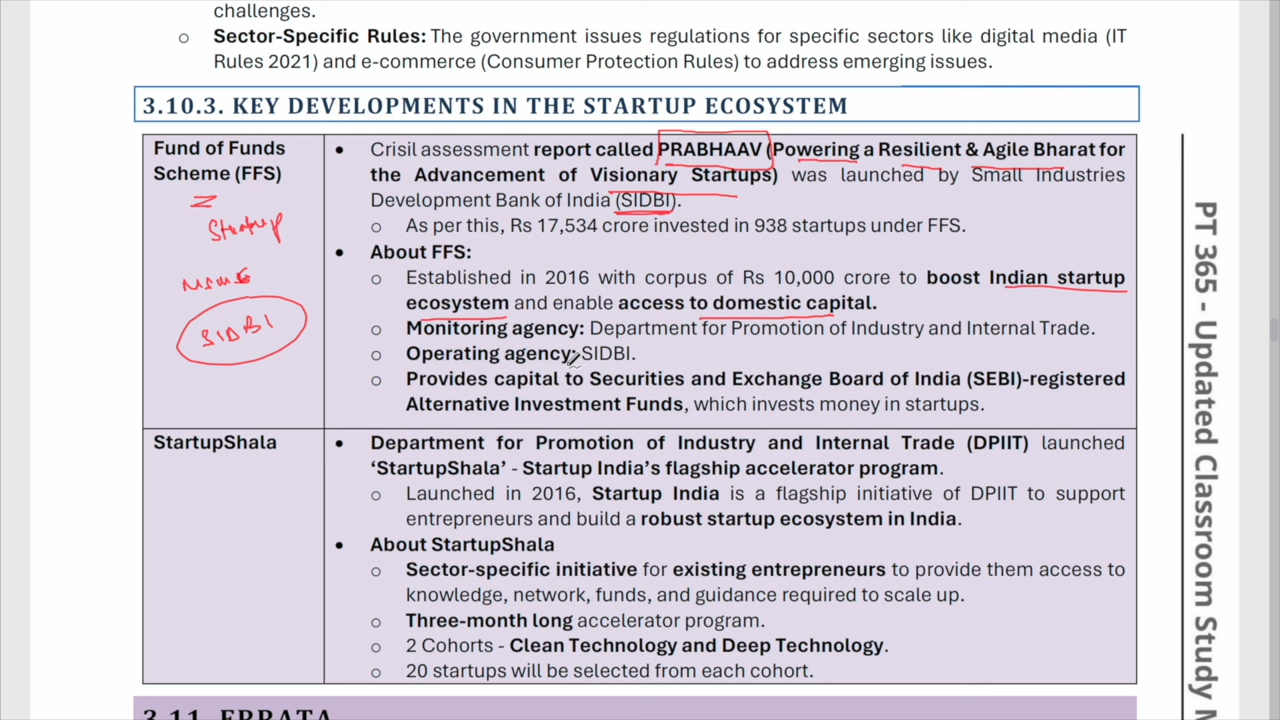 challenges.
○ Sector-Specific Rules: The government issues regulations for specific sectors like digital media (IT
Rules 2021) and e-commerce (Consumer Protection Rules) to address emerging issues.
3.10.3. KEY DEVELOPMENTS IN THE STARTUP ECOSYSTEM
Fund of Funds
Scheme (FFS)
Startup
MSME
SIDBI
• Crisil assessment report called PRABHAAV (Powering a Resilient & Agile Bharat for
the Advancement of Visionary Startups) was launched by Small Industries
Development Bank of India (SIDBI).
○ As per this, Rs 17,534 crore invested in 938 startups under FFS.
• About FFS:
○ Established in 2016 with corpus of Rs 10,000 crore to boost Indian startup
ecosystem and enable access to domestic capital.
○ Monitoring agency: Department for Promotion of Industry and Internal Trade.
○ Operating agency: SIDBI.
○ Provides capital to Securities and Exchange Board of India (SEBI)-registered
Alternative Investment Funds, which invests money in startups.
StartupShala
• Department for Promotion of Industry and Internal Trade (DPIIT) launched
‘StartupShala’ - Startup India’s flagship accelerator program.
○ Launched in 2016, Startup India is a flagship initiative of DPIIT to support
entrepreneurs and build a robust startup ecosystem in India.
• About StartupShala
○ Sector-specific initiative for existing entrepreneurs to provide them access to
knowledge, network, funds, and guidance required to scale up.
○ Three-month long accelerator program.
○ 2 Cohorts - Clean Technology and Deep Technology.
○ 20 startups will be selected from each cohort.
3.11. ERRATA
PT 365 - Updated Classroom Study M